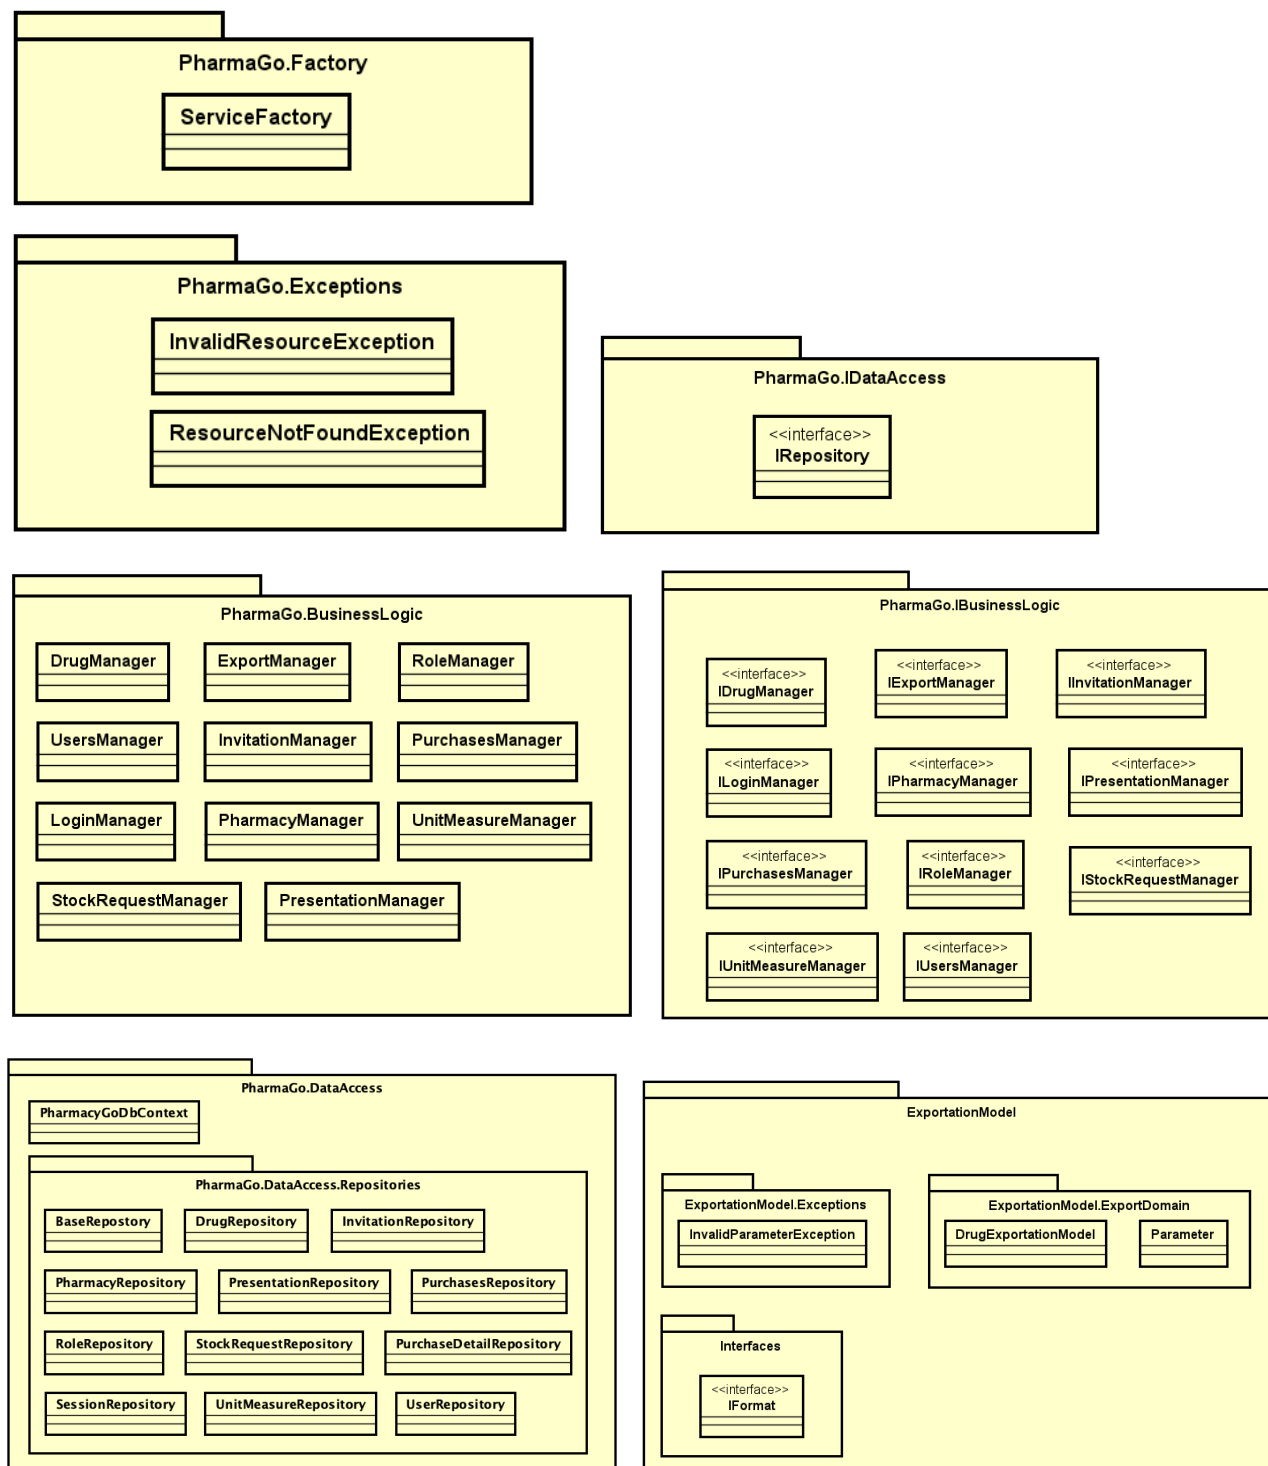 PharmaGo.Factory
ServiceFactory
PharmaGo.Exceptions
InvalidResourceException
ResourceNotFoundException
PharmaGo.IDataAccess
<<interface>>
IRepository
PharmaGo.BusinessLogic
DrugManager
ExportManager
RoleManager
UsersManager
InvitationManager
PurchasesManager
LoginManager
PharmacyManager
UnitMeasureManager
StockRequestManager
PresentationManager
PharmaGo.IBusinessLogic
<<interface>>
IDrugManager
<<interface>>
IExportManager
<<interface>>
IInvitationManager
<<interface>>
ILoginManager
<<interface>>
IPharmacyManager
<<interface>>
IPresentationManager
<<interface>>
IPurchasesManager
<<interface>>
IRoleManager
<<interface>>
IStockRequestManager
<<interface>>
IUnitMeasureManager
<<interface>>
IUsersManager
PharmaGo.DataAccess
PharmacyGoDbContext
PharmaGo.DataAccess.Repositories
BaseRepostory
DrugRepository
InvitationRepository
PharmacyRepository
PresentationRepository
PurchasesRepository
RoleRepository
StockRequestRepository
PurchaseDetailRepository
SessionRepository
UnitMeasureRepository
UserRepository
ExportationModel
ExportationModel.Exceptions
InvalidParameterException
ExportationModel.ExportDomain
DrugExportationModel
Parameter
Interfaces
<<interface>>
IFormat